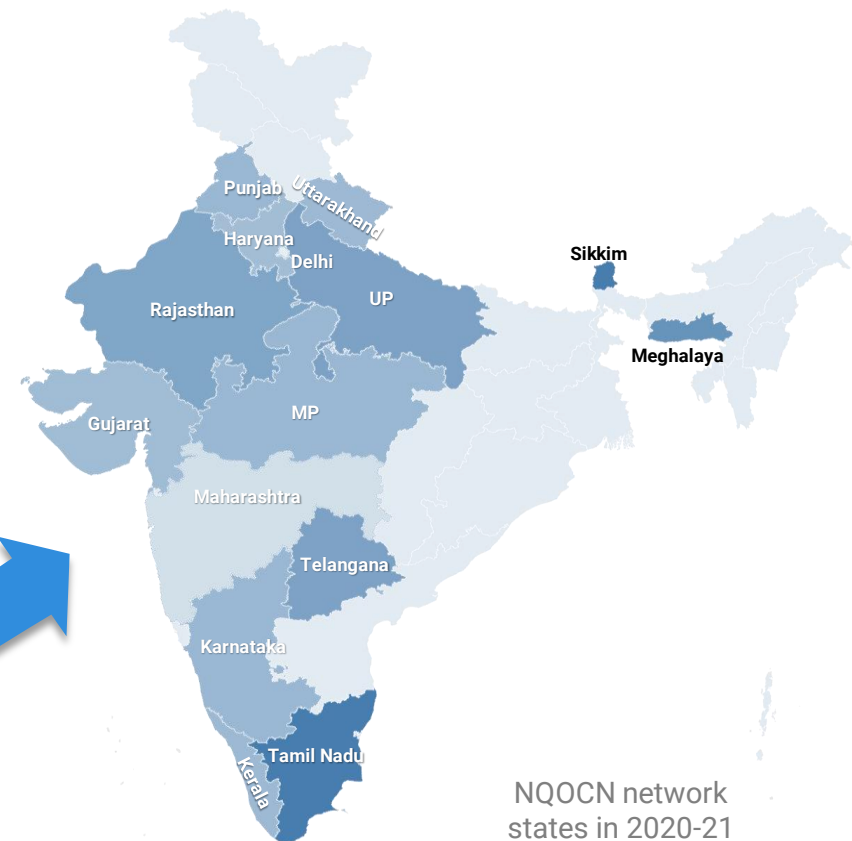 Punjab
Uttarakhand
Haryana
Delhi
Sikkim
Rajasthan
UP
Meghalaya
Gujarat
MP
Maharashtra
Telangana
Karnataka
Tamil Nadu
Kerala
NQOCN network
states in 2020-21